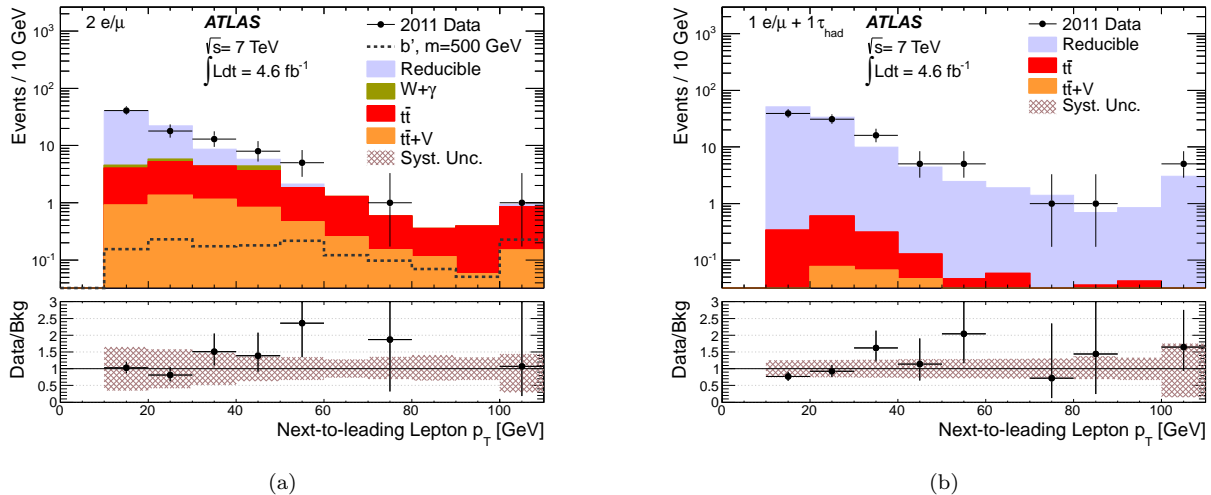 2 e/μ
ATLAS
√s= 7 TeV
∫Ldt = 4.6 fb⁻¹
2011 Data
b', m=500 GeV
Reducible
W+γ
tt̄
tt̄+V
Syst. Unc.
Events / 10 GeV
10³
10²
10
1
10⁻¹
Data/Bkg
3
2.5
2
1.5
1
0.5
0
0 20 40 60 80 100
Next-to-leading Lepton p_T [GeV]
(a)
1 e/μ + 1τ_had
ATLAS
√s= 7 TeV
∫Ldt = 4.6 fb⁻¹
2011 Data
Reducible
tt̄
tt̄+V
Syst. Unc.
Events / 10 GeV
10³
10²
10
1
10⁻¹
Data/Bkg
3
2.5
2
1.5
1
0.5
0
0 20 40 60 80 100
Next-to-leading Lepton p_T [GeV]
(b)